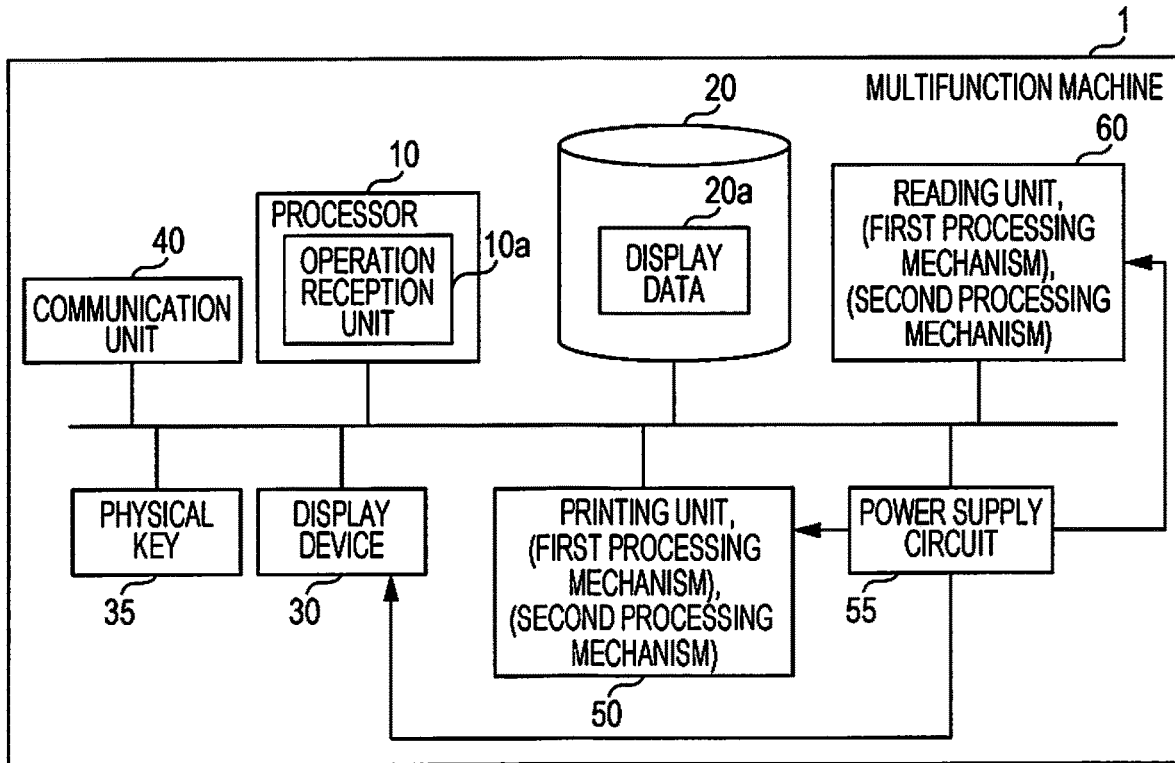 1
MULTIFUNCTION MACHINE
20
60
10
PROCESSOR
10a
OPERATION
RECEPTION
UNIT
20a
DISPLAY
DATA
READING UNIT,
(FIRST PROCESSING
MECHANISM),
(SECOND PROCESSING
MECHANISM)
40
COMMUNICATION
UNIT
PHYSICAL
KEY
35
DISPLAY
DEVICE
30
PRINTING UNIT,
(FIRST PROCESSING
MECHANISM),
(SECOND PROCESSING
MECHANISM)
50
POWER SUPPLY
CIRCUIT
55